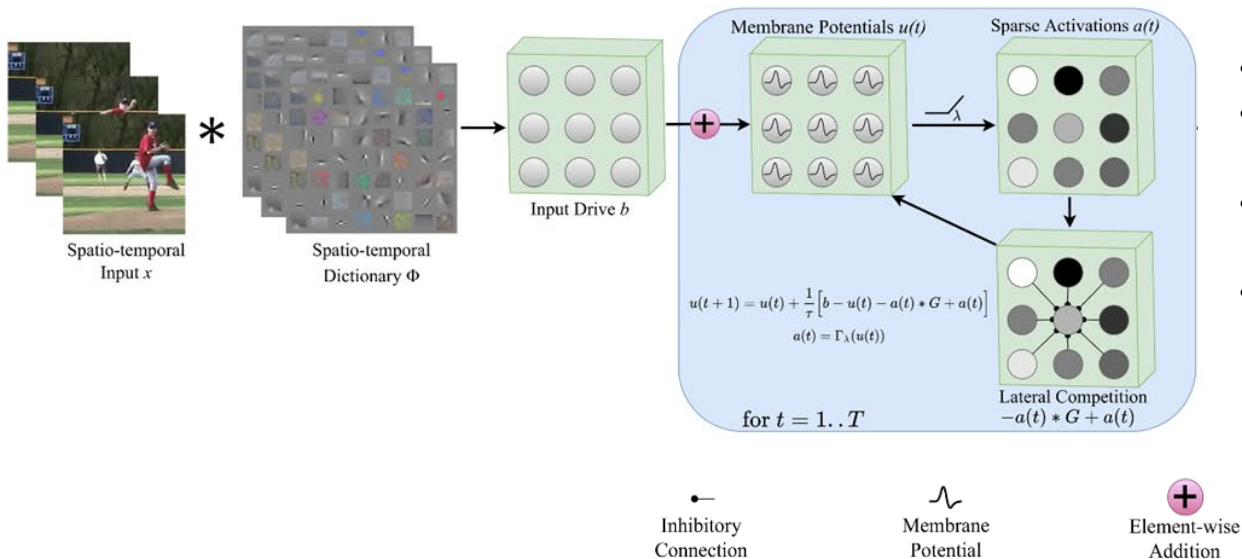 Membrane Potentials u(t)
Sparse Activations a(t)
*
λ
Input Drive b
Spatio-temporal
Input x
Spatio-temporal
Dictionary Φ
u(t + 1) = u(t) + \frac{1}{τ}[b − u(t) − a(t) * G + a(t)]
a(t) = Γ_λ(u(t))
Lateral Competition
−a(t) * G + a(t)
for t = 1. . T
Inhibitory
Connection
Membrane
Potential
Element-wise
Addition